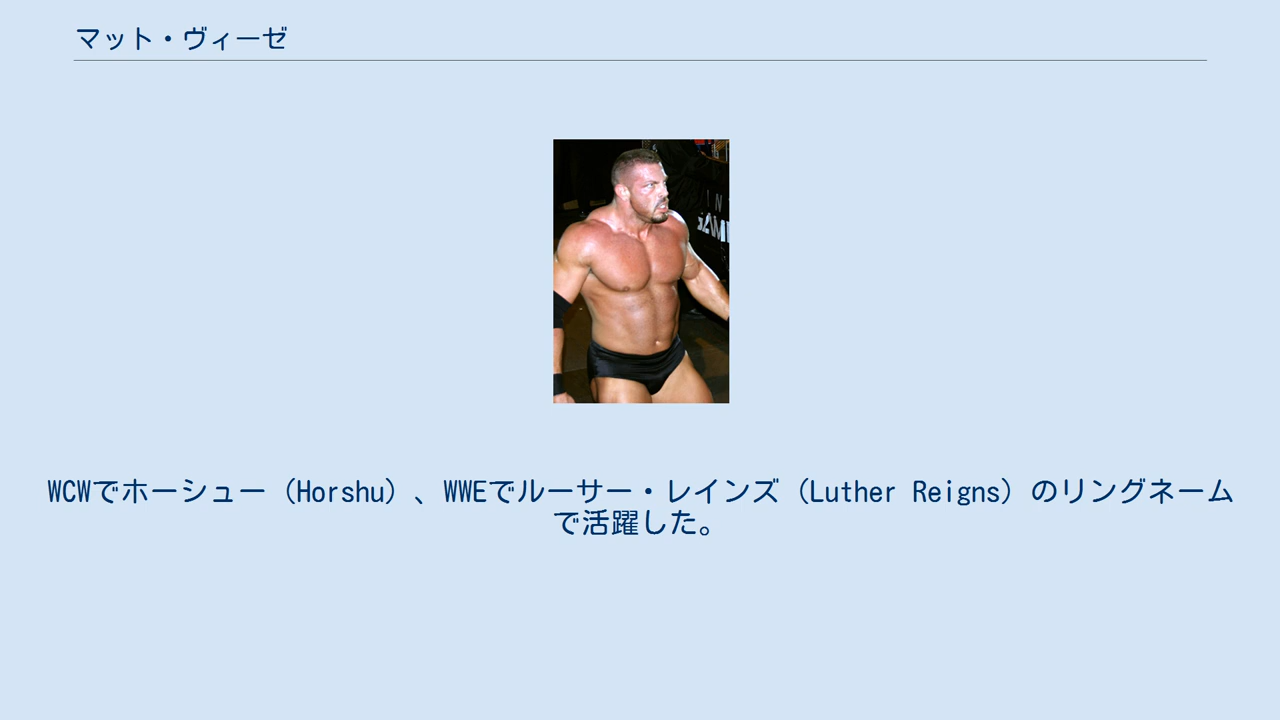 マット・ヴィーゼ
WCWでホーシュー（Horshu）、WWEでルーサー・レインズ（Luther Reigns）のリングネーム
で活躍した。